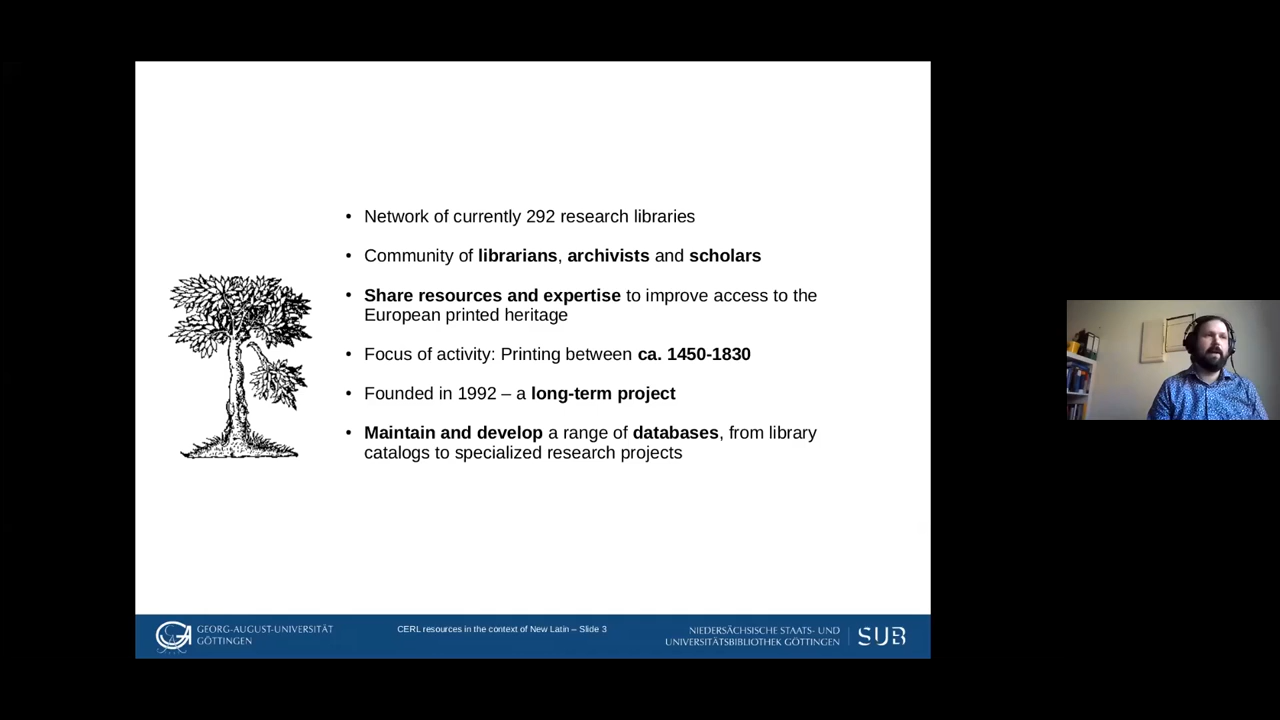 • Network of currently 292 research libraries
• Community of librarians, archivists and scholars
• Share resources and expertise to improve access to the
European printed heritage
• Focus of activity: Printing between ca. 1450-1830
• Founded in 1992 – a long-term project
• Maintain and develop a range of databases, from library
catalogs to specialized research projects
GEORG-AUGUST-UNIVERSITÄT
GÖTTINGEN
CERL resources in the context of New Latin – Slide 3
NIEDERSÄCHSISCHE STAATS- UND
UNIVERSITÄTSBIBLIOTHEK GÖTTINGEN
SUB